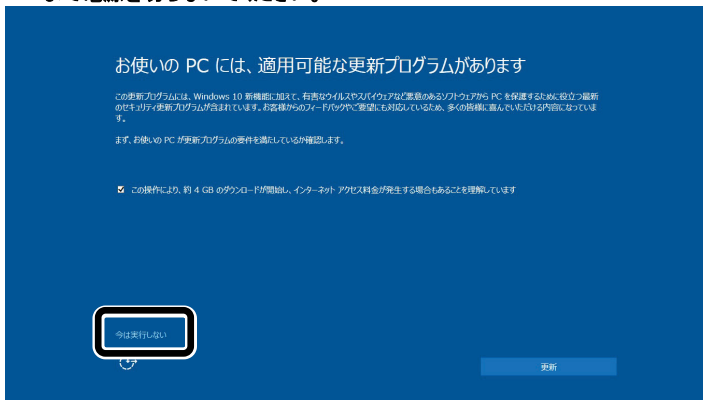 お使いの PC には、適用可能な更新プログラムがあります
この更新プログラムには、Windows 10 新機能に加えて、有害なウイルスやスパイウェアなど悪意のあるソフトウェアから PC を保護するために役立つ最新
のセキュリティ更新プログラムが含まれています。お客様からのフィードバックやご要望にも対応しているため、多くの皆様に喜んでいただける内容になっていま
す。
まず、お使いの PC が更新プログラムの要件を満たしているか確認します。
この操作により、約 4 GB のダウンロードが開始し、インターネット アクセス料金が発生する場合もあることを理解しています
今は実行しない
更新